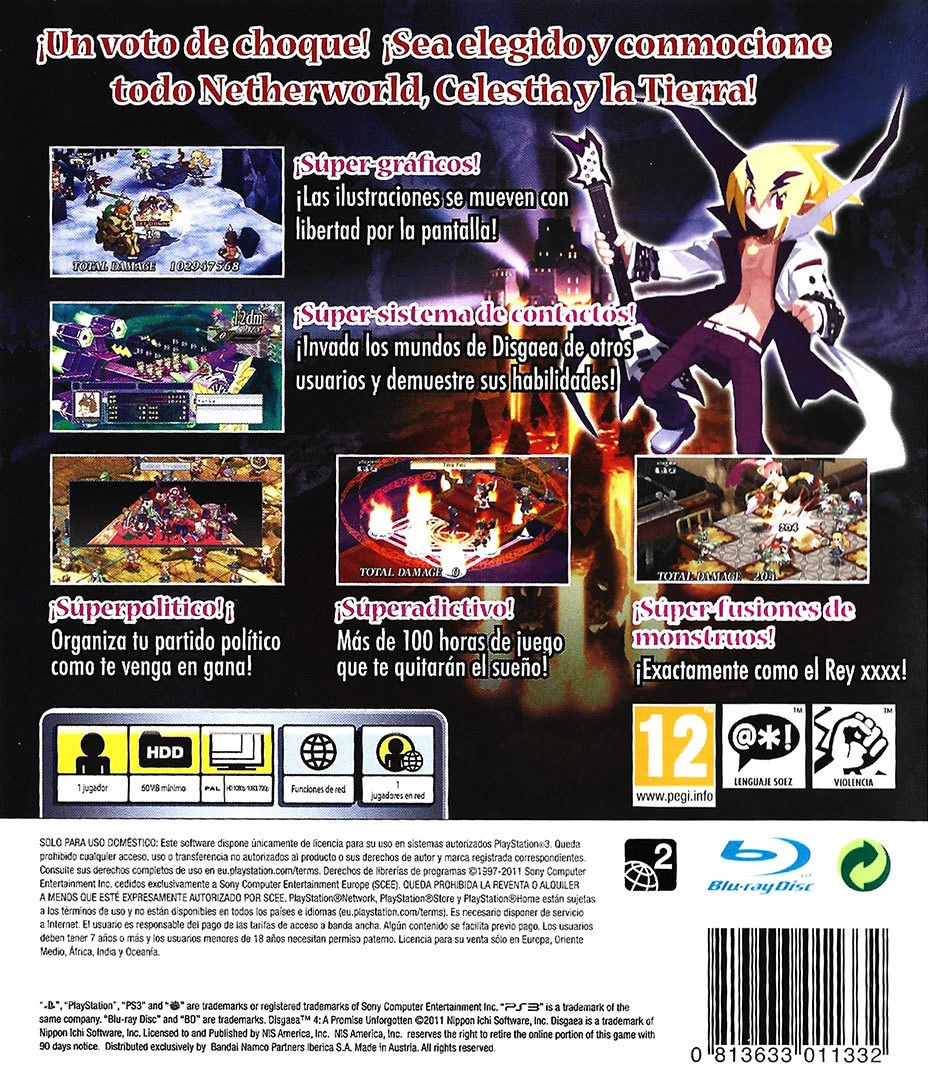 ¡Un voto de choque! ¡Sea elegido y conmocione
todo Netherworld, Celestia y la Tierra!
¡Súper-gráficos!
¡Las ilustraciones se mueven con
libertad por la pantalla!
TOTAL DAMAGE 102947568
¡Súper-sistema de contactos!
¡Invada los mundos de Disgaea de otros
usuarios y demuestre sus habilidades!
12dm
TOTAL DAMAGE 0
204
TOTAL DAMAGE 204
¡Súperpolitico!¡
Organiza tu partido político
como te venga en gana!
¡Súperadictivo!
Más de 100 horas de juego
que te quitarán el sueño!
¡Súper-fusiones de
monstruos!
¡Exactamente como el Rey xxxx!
HDD
1 jugador
60MB mínimo
PAL
HD 1080p 1080i, 720p
Funciones de red
1
jugadores en red
12
www.pegi.info
@*!
TM
LENGUAJE SOEZ
TM
VIOLENCIA
SOLO PARA USO DOMÉSTICO: Este software dispone únicamente de licencia para su uso en sistemas autorizados PlayStation®3. Queda
prohibido cualquier acceso, uso o transferencia no autorizados al producto o sus derechos de autor y marca registrada correspondientes.
Consulte sus derechos completos de uso en eu.playstation.com/terms. Derechos de librerías de programas ©1997-2011 Sony Computer
Entertainment Inc. cedidos exclusivamente a Sony Computer Entertainment Europe (SCEE). QUEDA PROHIBIDA LA REVENTA O ALQUILER
A MENOS QUE ESTÉ EXPRESAMENTE AUTORIZADO POR SCEE. PlayStation®Network, PlayStation®Store y PlayStation®Home están sujetas
a los términos de uso y no están disponibles en todos los países e idiomas (eu.playstation.com/terms). Es necesario disponer de servicio
a Internet. El usuario es responsable del pago de las tarifas de acceso a banda ancha. Algún contenido se facilita previo pago. Los usuarios
deben tener 7 años o más y los usuarios menores de 18 años necesitan permiso paterno. Licencia para su venta sólo en Europa, Oriente
Medio, África, India y Oceanía.
2
Blu-ray Disc
" ", "PlayStation", "PS3" and " " are trademarks or registered trademarks of Sony Computer Entertainment Inc. "PS3" is a trademark of the
same company. "Blu-ray Disc" and "BD" are trademarks. Disgaea™ 4: A Promise Unforgotten ©2011 Nippon Ichi Software, Inc. Disgaea is a trademark of
Nippon Ichi Software, Inc. Licensed to and Published by NIS America, Inc. NIS America, Inc. reserves the right to retire the online portion of this game with
90 days notice. Distributed exclusively by Bandai Namco Partners Iberica S.A. Made in Austria. All rights reserved.
0 813633 011332